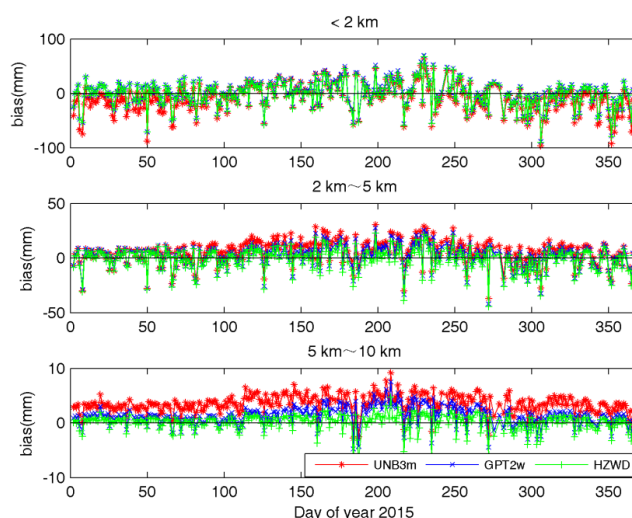 < 2 km
100
0
-100
bias(mm)
0 50 100 150 200 250 300 350
2 km～5 km
50
0
-50
bias(mm)
0 50 100 150 200 250 300 350
5 km～10 km
10
0
-10
bias(mm)
UNB3m GPT2w HZWD
0 50 100 150 200 250 300 350
Day of year 2015